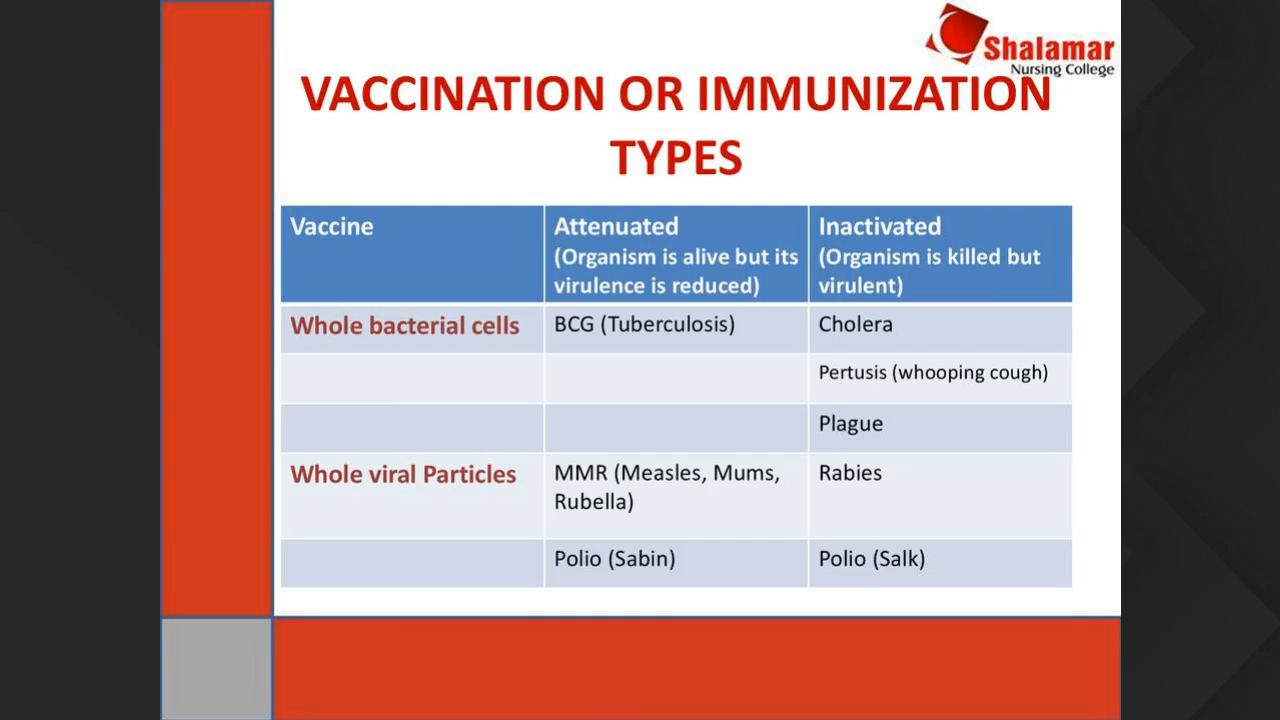 Shalamar
Nursing College
VACCINATION OR IMMUNIZATION
TYPES
Vaccine
Attenuated
(Organism is alive but its
virulence is reduced)
Inactivated
(Organism is killed but
virulent)
Whole bacterial cells
BCG (Tuberculosis)
Cholera
Pertusis (whooping cough)
Plague
Whole viral Particles
MMR (Measles, Mums,
Rubella)
Rabies
Polio (Sabin)
Polio (Salk)